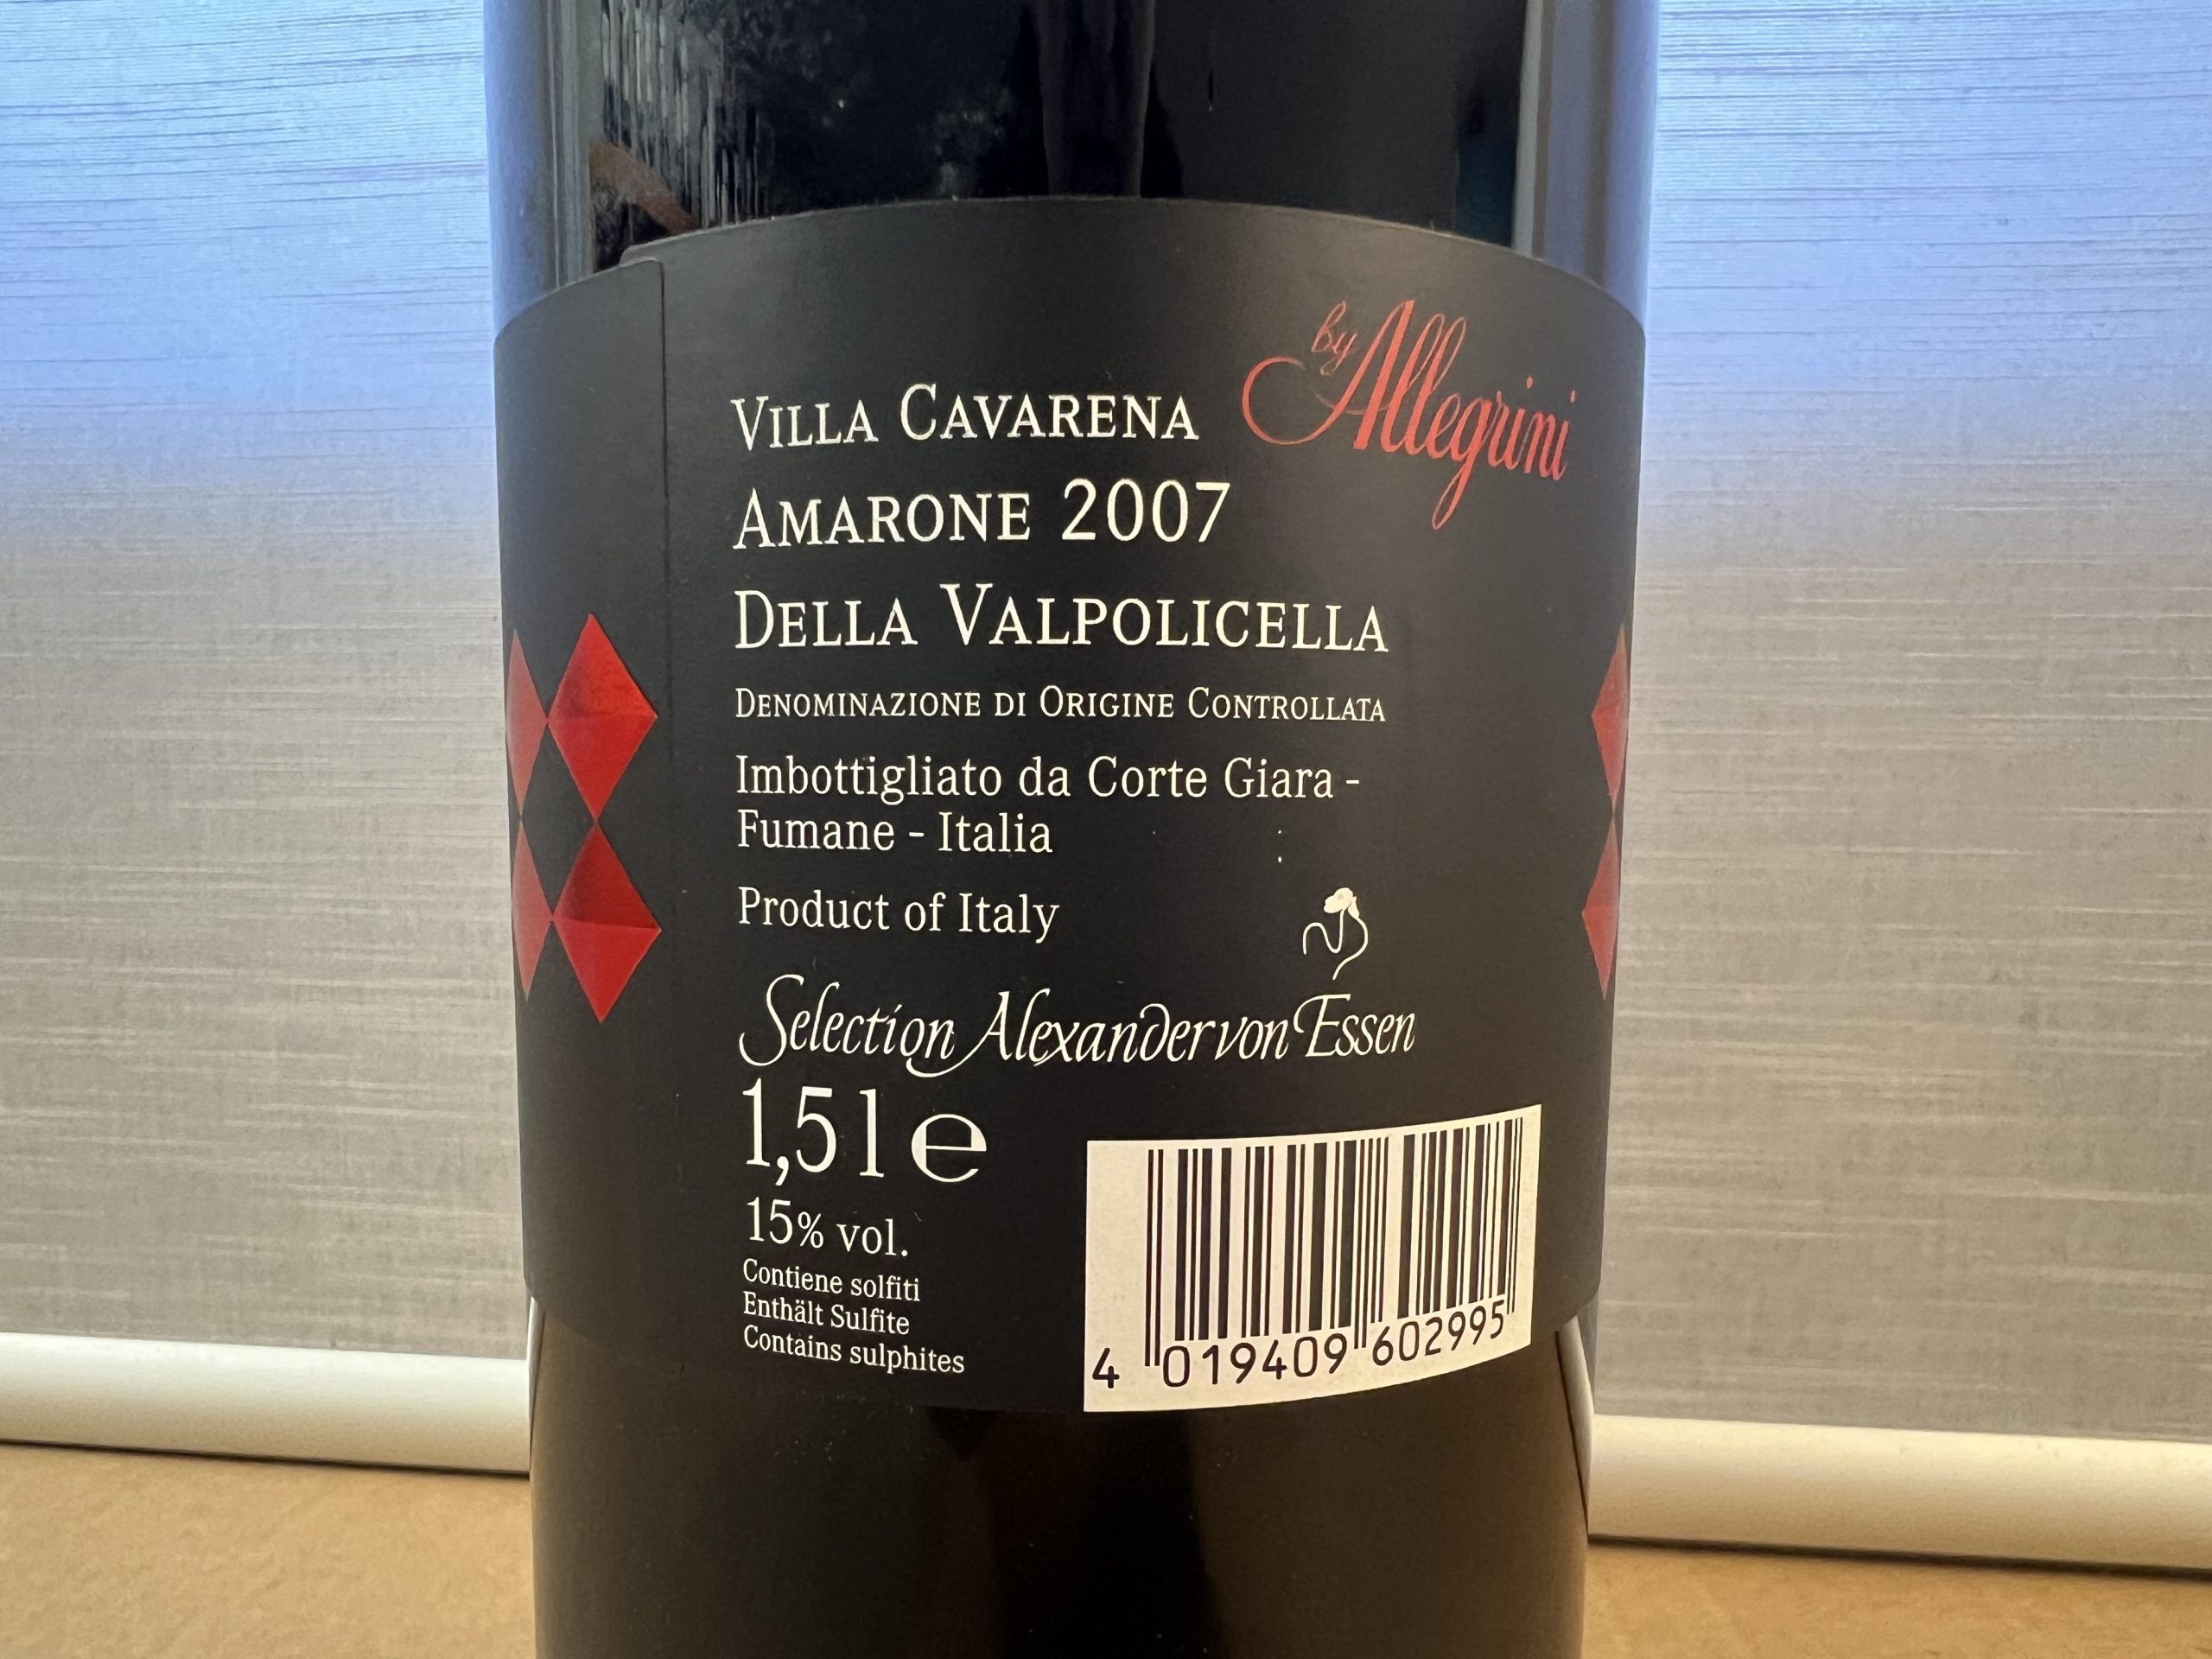 by Allegrini
VILLA CAVARENA
AMARONE 2007
DELLA VALPOLICELLA
DENOMINAZIONE DI ORIGINE CONTROLLATA
Imbottigliato da Corte Giara -
Fumane - Italia
Product of Italy
Selection Alexander von Essen
1,5 l e
15% vol.
Contiene solfiti
Enthält Sulfite
Contains sulphites
4 019409 602995